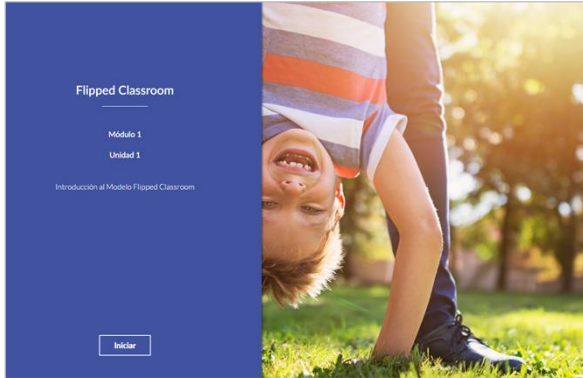 Flipped Classroom
Módulo 1
Unidad 1
Introducción al Modelo Flipped Classroom
Iniciar